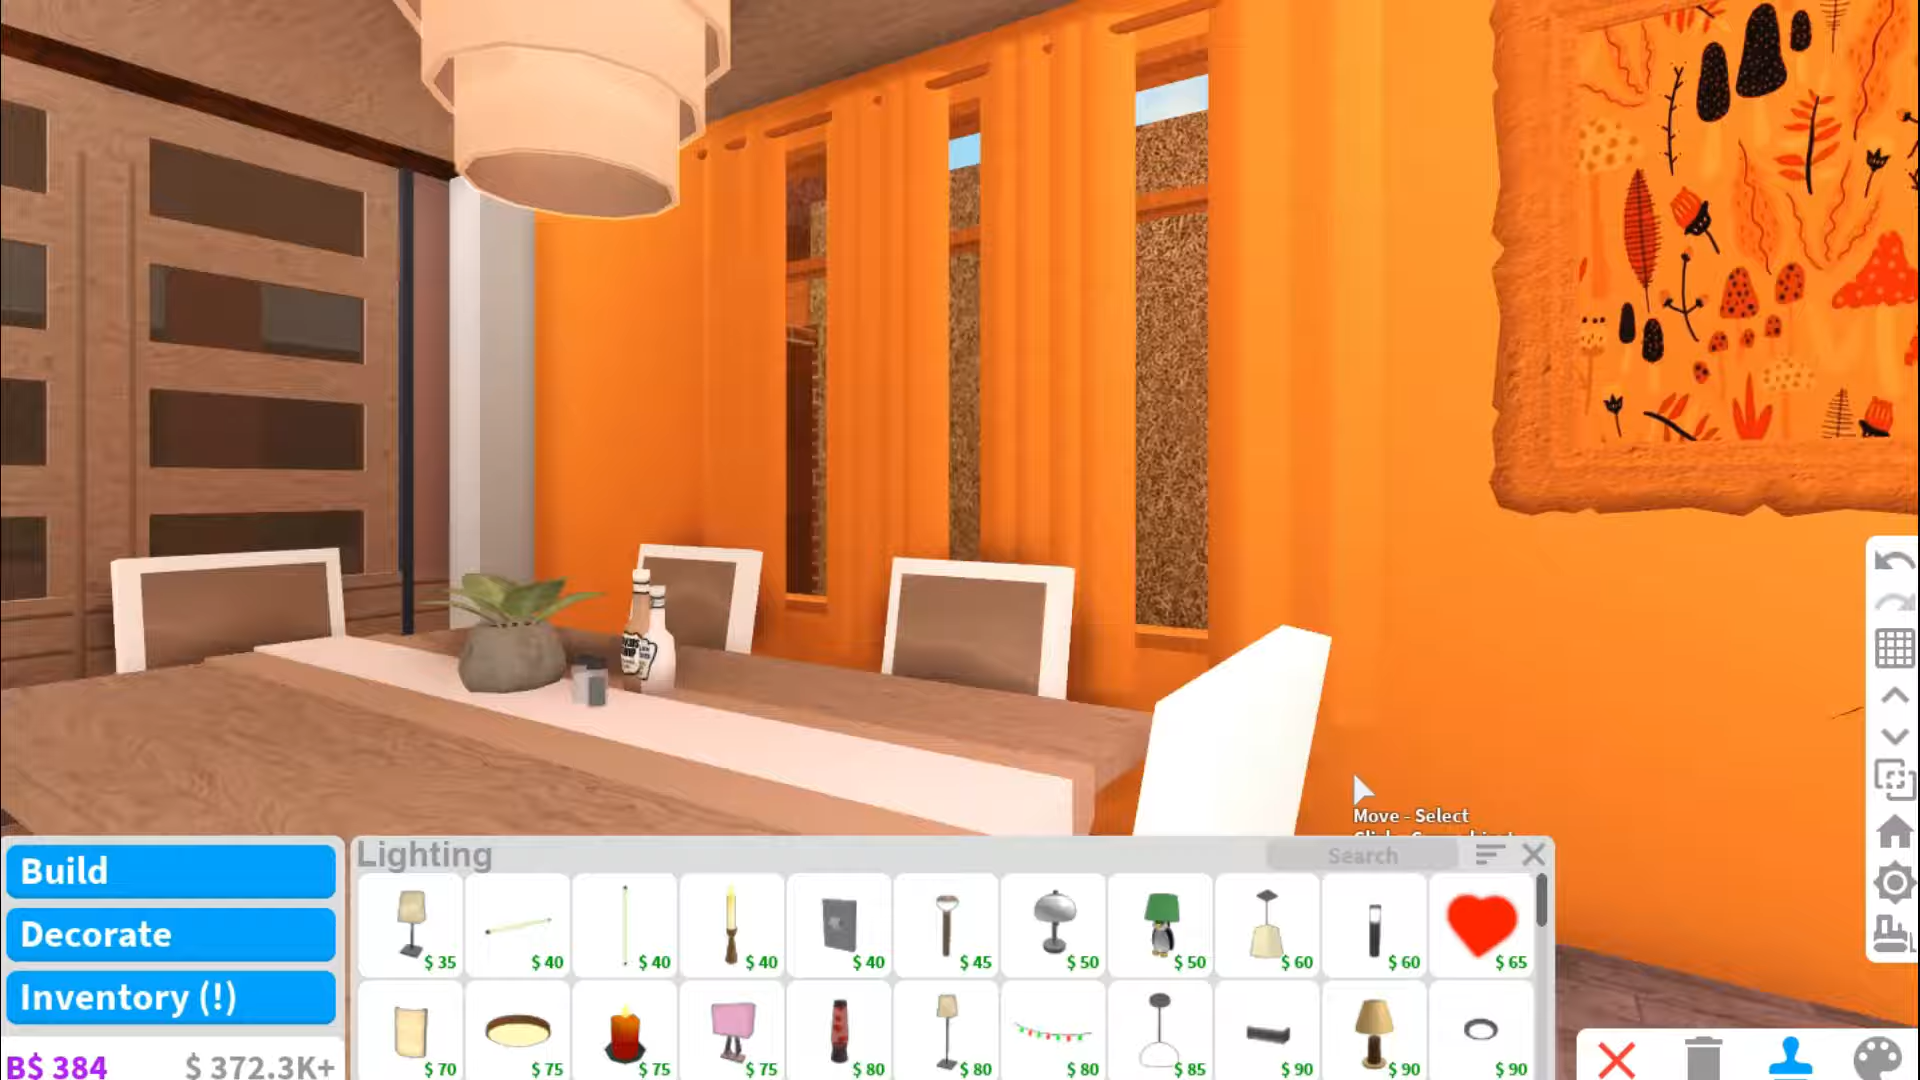 Move - Select
Lighting
Search
Build
Decorate
Inventory (!)
$ 35
$ 40
$ 40
$ 40
$ 40
$ 45
$ 50
$ 50
$ 60
$ 60
$ 65
$ 70
$ 75
$ 75
$ 75
$ 80
$ 80
$ 80
$ 85
$ 90
$ 90
$ 90
B$ 384
$ 372.3K+